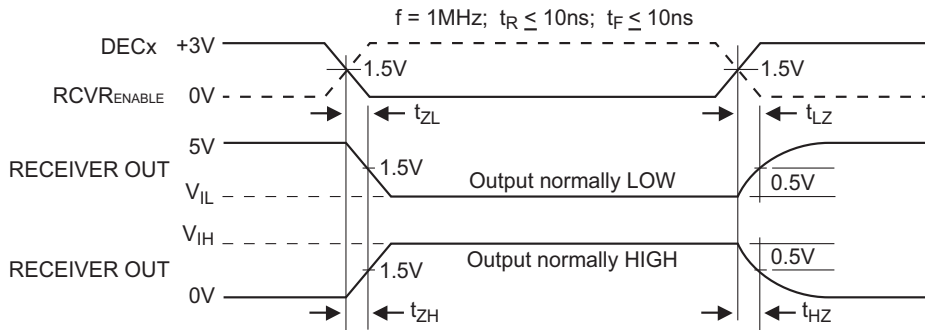 f = 1MHz; tR ≤ 10ns; tF ≤ 10ns
DECx +3V
1.5V 1.5V
RCVRENABLE 0V
tZL tLZ
5V
RECEIVER OUT 1.5V
Output normally LOW 0.5V
VIL
VIH
Output normally HIGH 0.5V
RECEIVER OUT 1.5V
0V
tZH tHZ